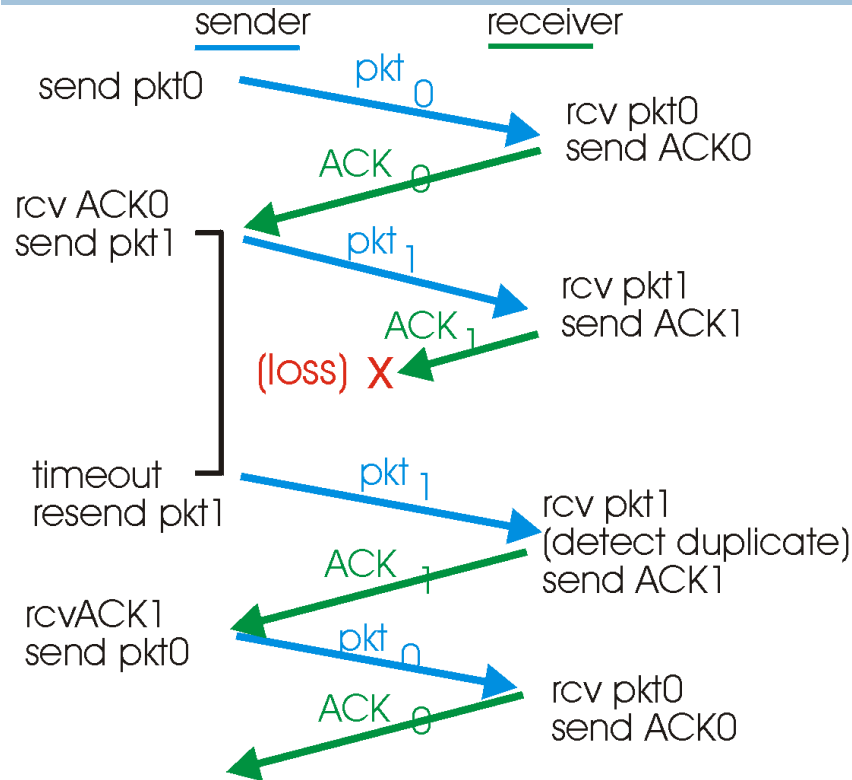 sender
receiver
send pkt0
pkt 0
rcv pkt0
send ACK0
ACK 0
rcv ACK0
send pkt1
pkt 1
rcv pkt1
send ACK1
ACK 1
(loss) X
timeout
resend pkt1
pkt 1
rcv pkt1
(detect duplicate)
send ACK1
ACK 1
rcvACK1
send pkt0
pkt 0
rcv pkt0
send ACK0
ACK 0